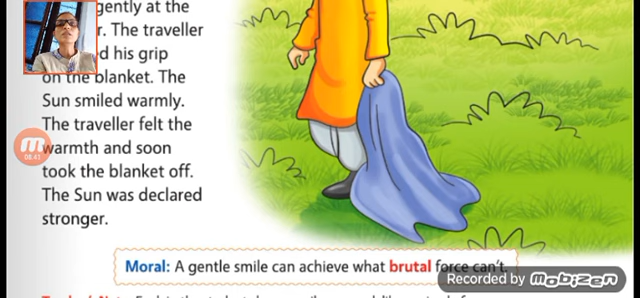 gently at the
r. The traveller
d his grip
on the blanket. The
Sun smiled warmly.
The traveller felt the
warmth and soon
took the blanket off.
The Sun was declared
stronger.
M
08:41
Moral: A gentle smile can achieve what brutal force can't.
Recorded by mobizen